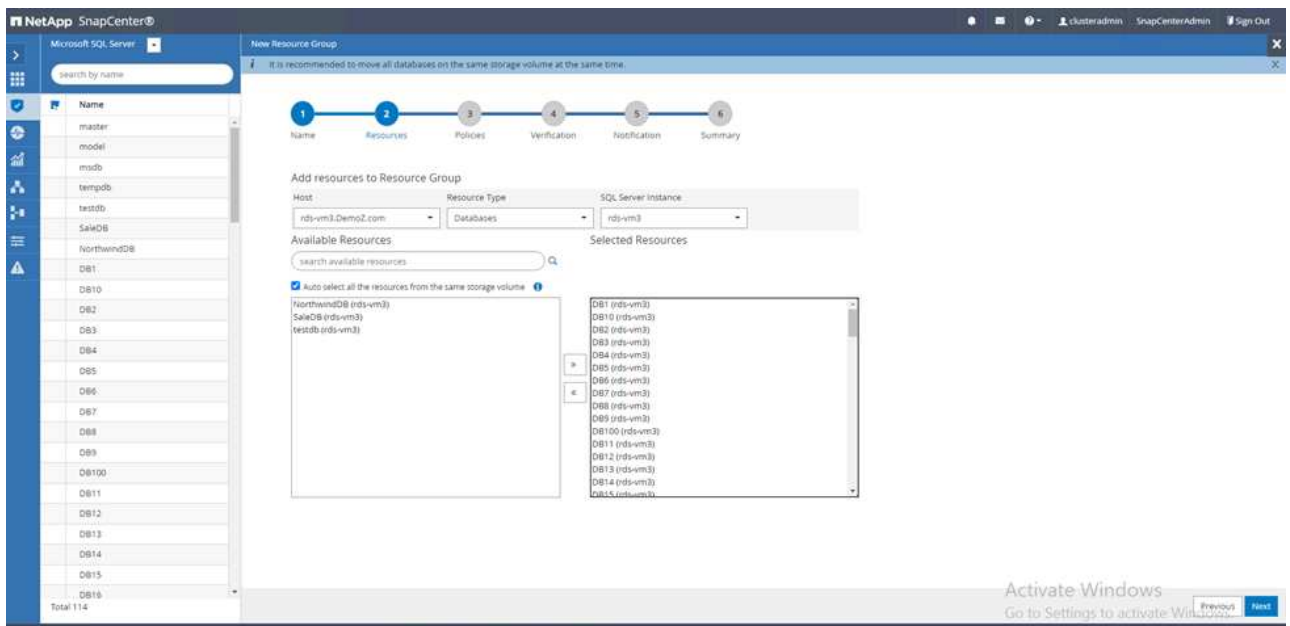 NetApp SnapCenter®
clusteradmin SnapCenterAdmin Sign Out
Microsoft SQL Server
search by name
Name
master
model
msdb
tempdb
testdb
SaleDB
NorthwindDB
DB1
DB10
DB2
DB3
DB4
DB5
DB6
DB7
DB8
DB9
DB100
DB11
DB12
DB13
DB14
DB15
DB16
Total 114
New Resource Group
It is recommended to move all databases on the same storage volume at the same time.
1 2 3 4 5 6
Name Resources Policies Verification Notification Summary
Add resources to Resource Group
Host Resource Type SQL Server Instance
rds-vm3.DemoZ.com Databases rds-vm3
Available Resources Selected Resources
search available resources
Auto select all the resources from the same storage volume
NorthwindDB (rds-vm3)
SaleDB (rds-vm3)
testdb (rds-vm3)
DB1 (rds-vm3)
DB10 (rds-vm3)
DB2 (rds-vm3)
DB3 (rds-vm3)
DB4 (rds-vm3)
DB5 (rds-vm3)
DB6 (rds-vm3)
DB7 (rds-vm3)
DB8 (rds-vm3)
DB9 (rds-vm3)
DB100 (rds-vm3)
DB11 (rds-vm3)
DB12 (rds-vm3)
DB13 (rds-vm3)
DB14 (rds-vm3)
DB15 (rds-vm3)
Activate Windows
Go to Settings to activate Windows.
Previous Next